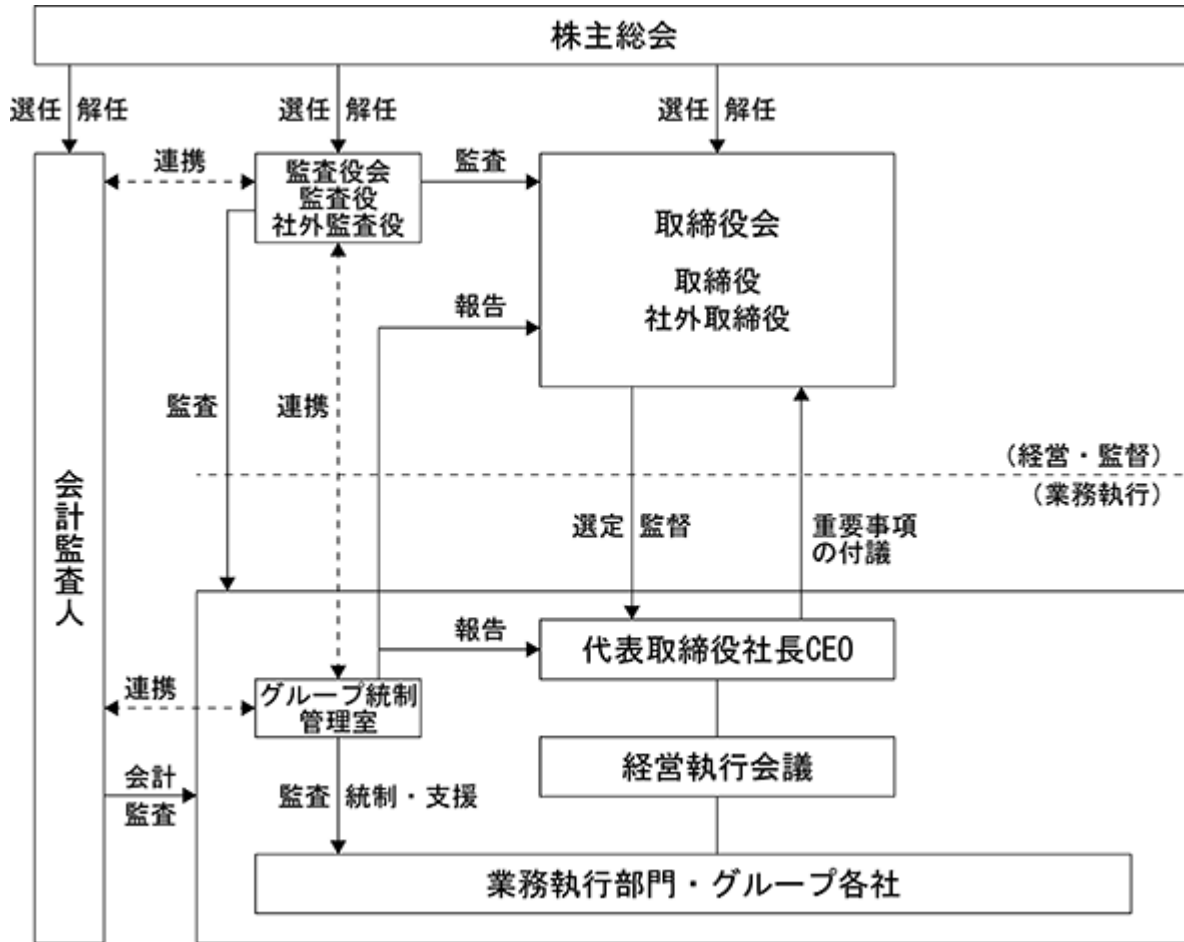 株主総会
選任 解任
選任 解任
選任 解任
連携
監査役会
監査役
社外監査役
監査
取締役会
取締役
社外取締役
報告
監査
連携
(経営・監督)
(業務執行)
会計監査人
選定 監督
重要事項
の付議
報告
代表取締役社長CEO
連携
グループ統制
管理室
経営執行会議
会計
監査
監査 統制・支援
業務執行部門・グループ各社